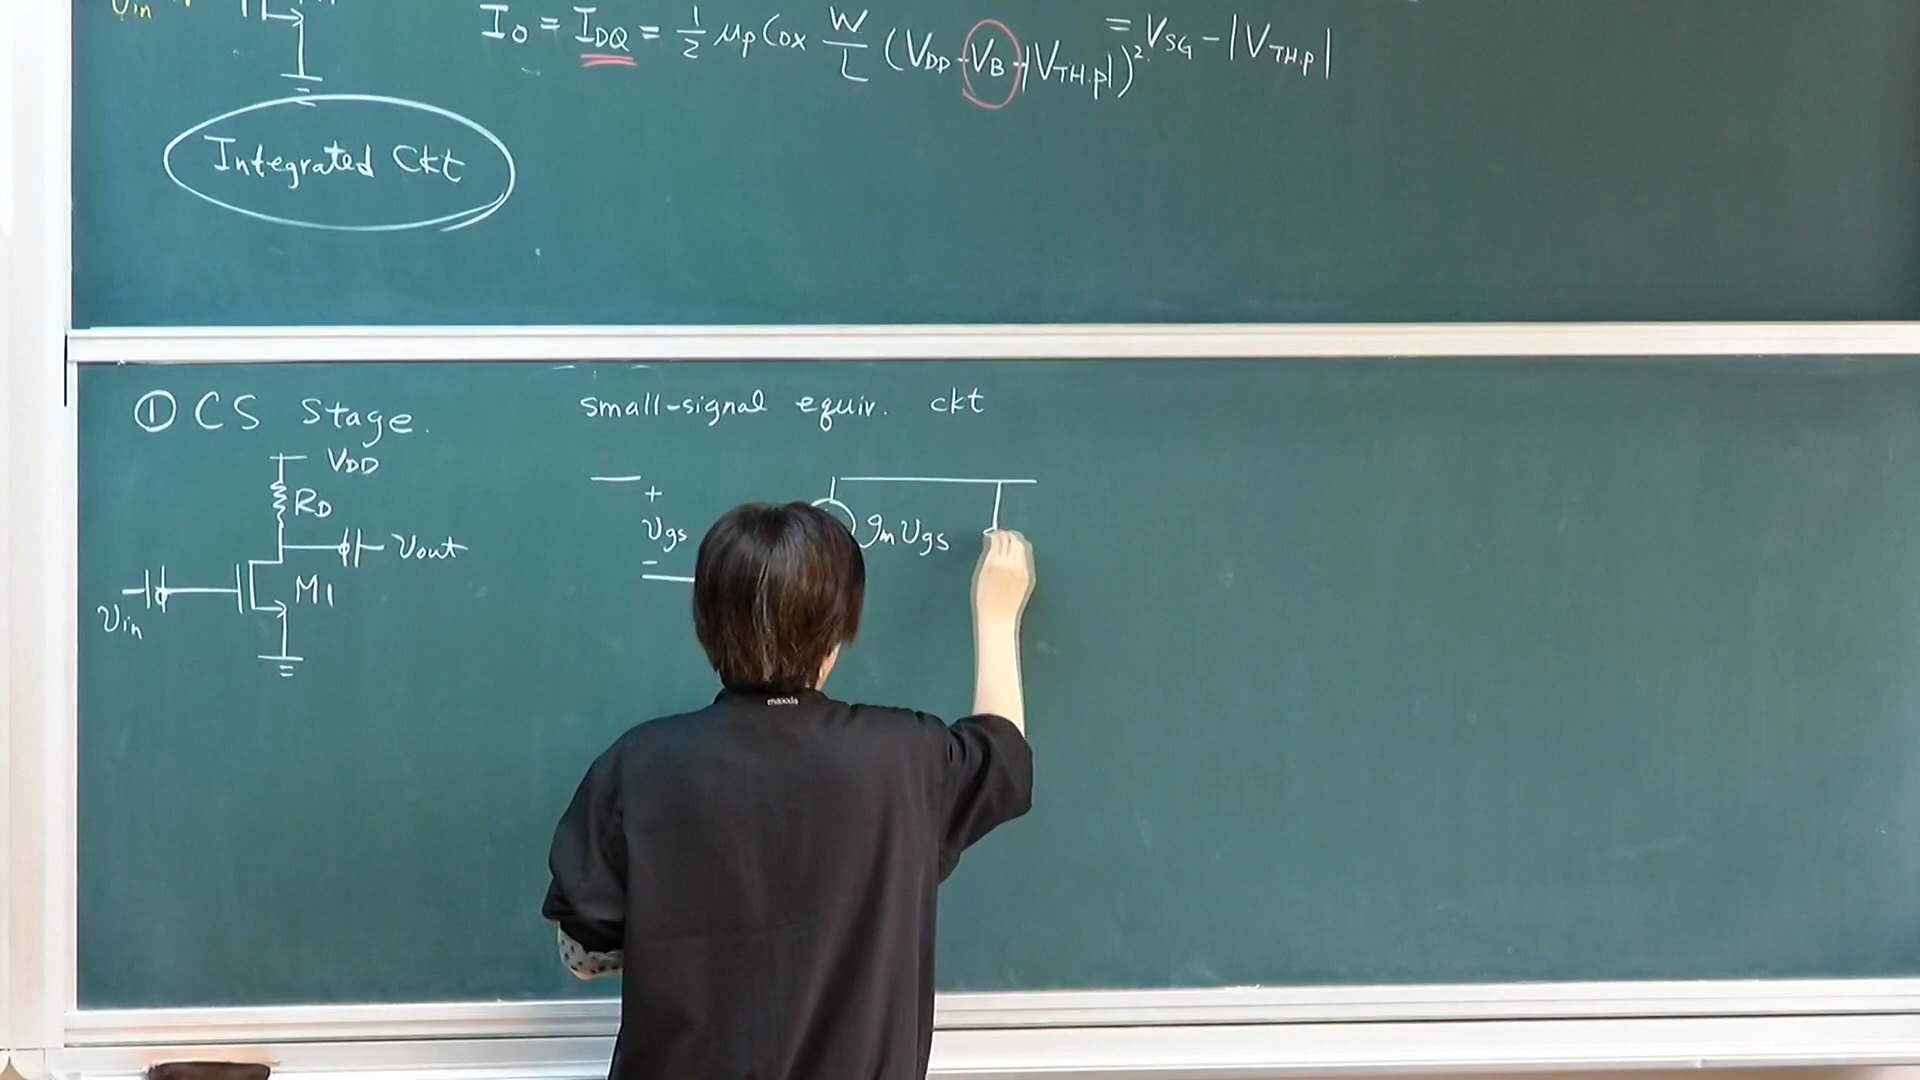 Vin
I₀ = I_DQ = 1/2 μp Cox W/L (V_DD - V_B - |V_TH.p|)². = V_SG - |V_TH.p|
Integrated Ckt
① CS Stage.
small-signal equiv. ckt
V_DD
R_D
+
vgs
-
gm vgs
vout
M1
vin
maxxis